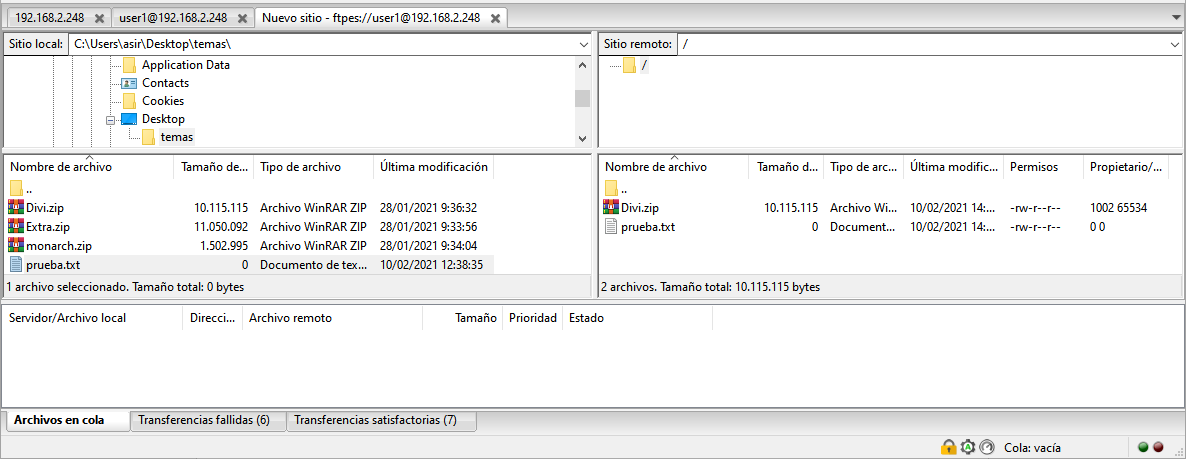 192.168.2.248 user1@192.168.2.248 Nuevo sitio - ftpes://user1@192.168.2.248
Sitio local: C:\Users\asir\Desktop\temas\
Application Data
Contacts
Cookies
Desktop
temas
Sitio remoto: /
/
Nombre de archivo Tamaño de... Tipo de archivo Última modificación
..
Divi.zip 10.115.115 Archivo WinRAR ZIP 28/01/2021 9:36:32
Extra.zip 11.050.092 Archivo WinRAR ZIP 28/01/2021 9:33:56
monarch.zip 1.502.995 Archivo WinRAR ZIP 28/01/2021 9:34:04
prueba.txt 0 Documento de tex... 10/02/2021 12:38:35
1 archivo seleccionado. Tamaño total: 0 bytes
Nombre de archivo Tamaño d... Tipo de arc... Última modific... Permisos Propietario/...
..
Divi.zip 10.115.115 Archivo Wi... 10/02/2021 14:... -rw-r--r-- 1002 65534
prueba.txt 0 Document... 10/02/2021 14:... -rw-r--r-- 0 0
2 archivos. Tamaño total: 10.115.115 bytes
Servidor/Archivo local Direcci... Archivo remoto Tamaño Prioridad Estado
Archivos en cola Transferencias fallidas (6) Transferencias satisfactorias (7)
Cola: vacía